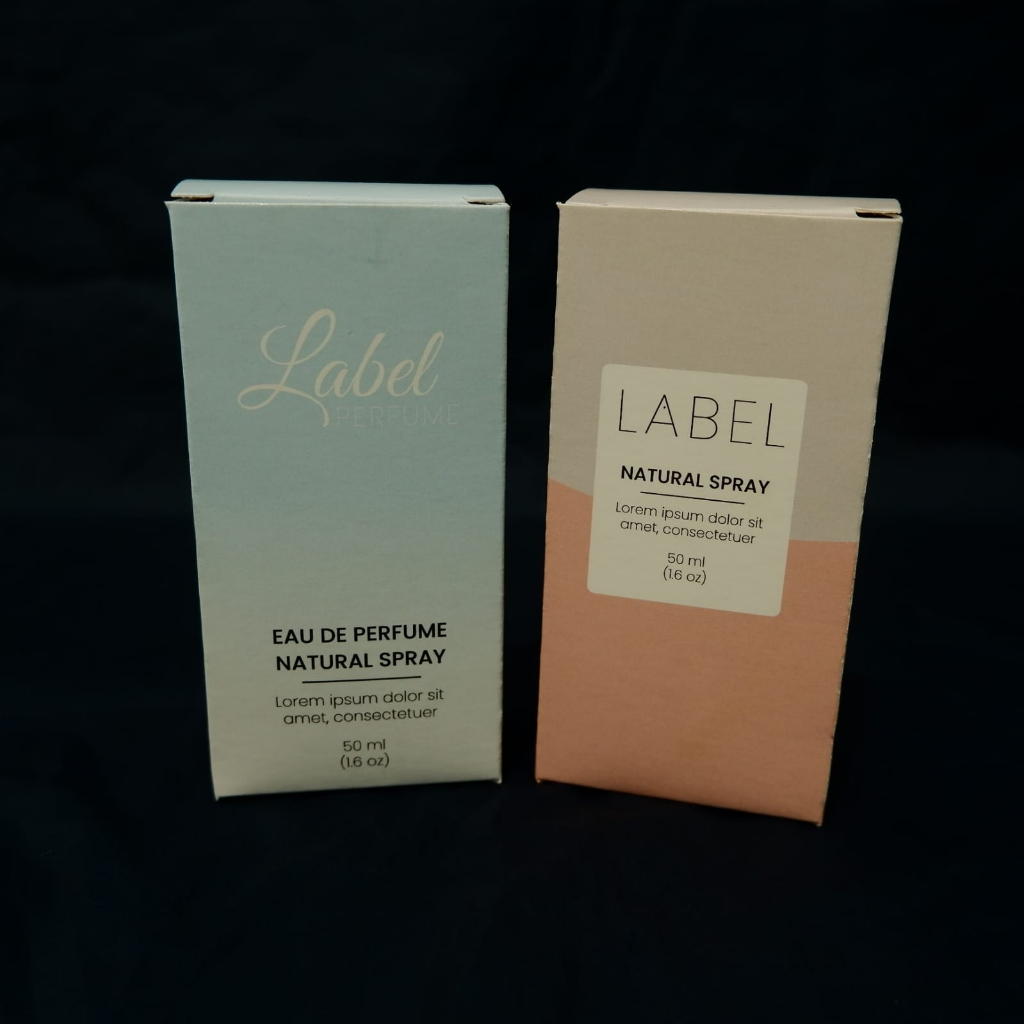 Label
PERFUME
EAU DE PERFUME
NATURAL SPRAY
Lorem ipsum dolor sit
amet, consectetuer
50 ml
(1.6 oz)
LABEL
NATURAL SPRAY
Lorem ipsum dolor sit
amet, consectetuer
50 ml
(1.6 oz)